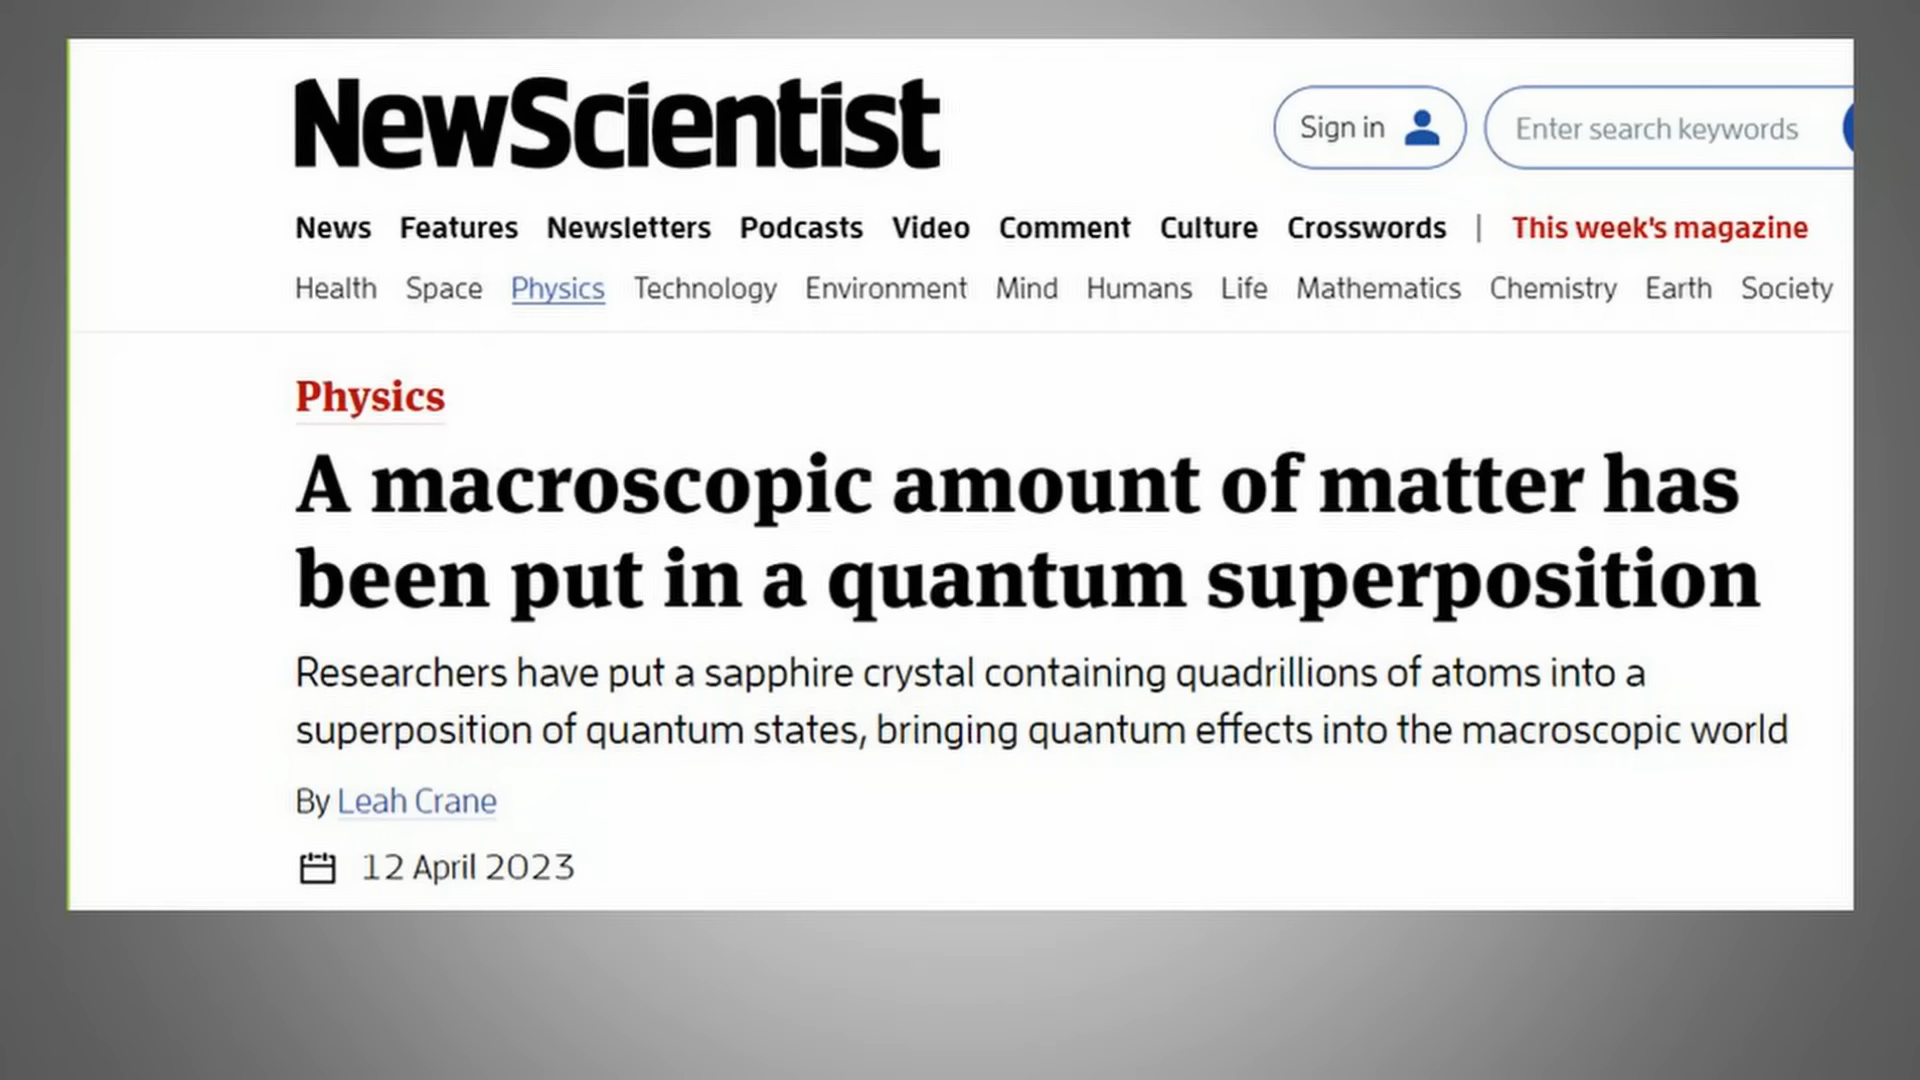 NewScientist
Sign in
Enter search keywords
News Features Newsletters Podcasts Video Comment Culture Crosswords | This week's magazine
Health Space Physics Technology Environment Mind Humans Life Mathematics Chemistry Earth Society
Physics
A macroscopic amount of matter has
been put in a quantum superposition
Researchers have put a sapphire crystal containing quadrillions of atoms into a
superposition of quantum states, bringing quantum effects into the macroscopic world
By Leah Crane
12 April 2023